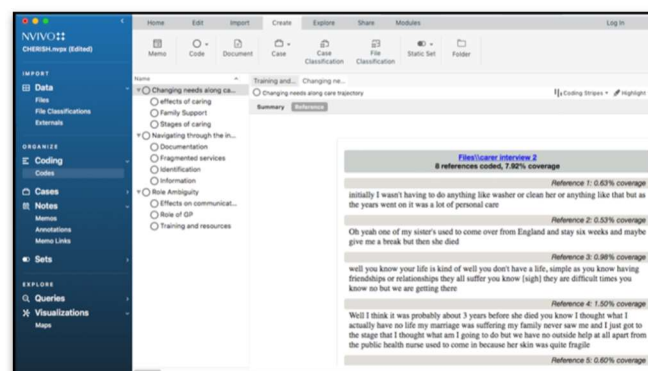 Home Edit Import Create Explore Share Modules Log In
NVIVO
CHERISH.nvpx (Edited)
Memo Code Document Case Case Classification File Classification Static Set Folder
IMPORT
Data
Files
File Classifications
Externals
ORGANIZE
Coding
Codes
Cases
Notes
Memos
Annotations
Memo Links
Sets
EXPLORE
Queries
Visualizations
Maps
Name
Changing needs along ca...
effects of caring
Family Support
Stages of caring
Navigating through the in...
Documentation
Fragmented services
Identification
Information
Role Ambiguity
Effects on communicat...
Role of GP
Training and resources
Training and... Changing ne...
Changing needs along care trajectory Coding Stripes Highlight
Summary Reference
Files\\carer interview 2
8 references coded, 7.92% coverage
Reference 1: 0.63% coverage
initially I wasn't having to do anything like washer or clean her or anything like that but as
the years went on it was a lot of personal care
Reference 2: 0.53% coverage
Oh yeah one of my sister's used to come over from England and stay six weeks and maybe
give me a break but then she died
Reference 3: 0.98% coverage
well you know your life is kind of well you don't have a life, simple as you know having
friendships or relationships they all suffer you know [sigh] they are difficult times you
know no but we are getting there
Reference 4: 1.50% coverage
Well I think it was probably about 3 years before she died you know I thought what I
actually have no life my marriage was suffering my family never saw me and I just got to
the stage that I thought what am I going to do but we have no outside help at all apart from
the public health nurse used to come in because her skin was quite fragile
Reference 5: 0.60% coverage